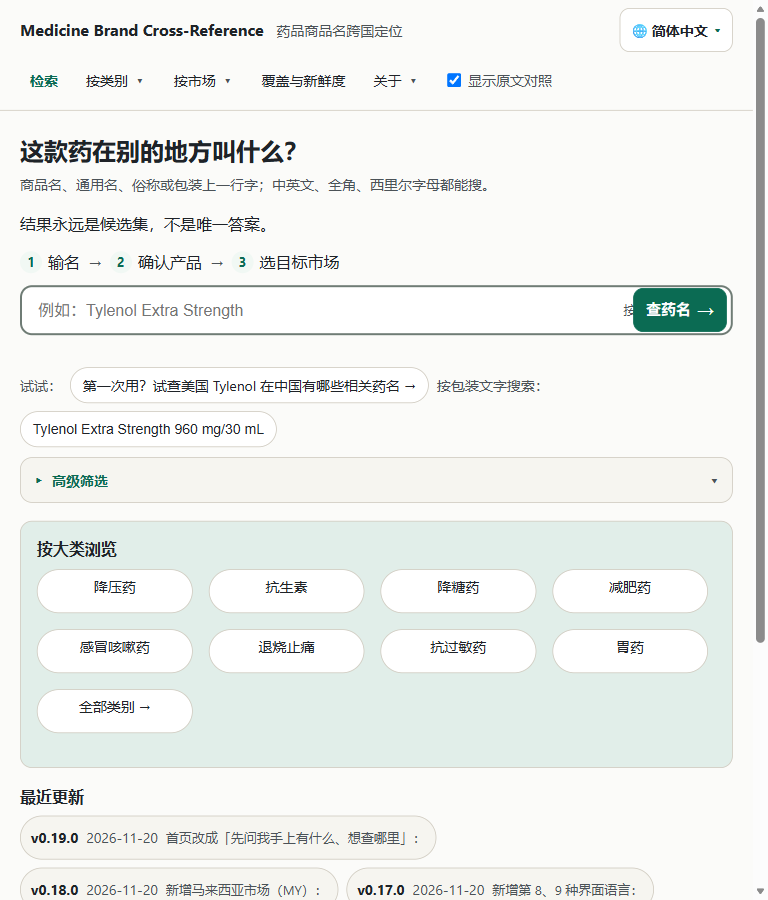 Medicine Brand Cross-Reference 药品商品名跨国定位 简体中文
检索 按类别 按市场 覆盖与新鲜度 关于 显示原文对照
这款药在别的地方叫什么？
商品名、通用名、俗称或包装上一行字；中英文、全角、西里尔字母都能搜。
结果永远是候选集，不是唯一答案。
1 输名 → 2 确认产品 → 3 选目标市场
例如：Tylenol Extra Strength 按 查药名 →
试试： 第一次用？试查美国 Tylenol 在中国有哪些相关药名 → 按包装文字搜索：
Tylenol Extra Strength 960 mg/30 mL
高级筛选
按大类浏览
降压药 抗生素 降糖药 减肥药
感冒咳嗽药 退烧止痛 抗过敏药 胃药
全部类别 →
最近更新
v0.19.0 2026-11-20 首页改成「先问我手上有什么、想查哪里」：
v0.18.0 2026-11-20 新增马来西亚市场（MY）： v0.17.0 2026-11-20 新增第 8、9 种界面语言：